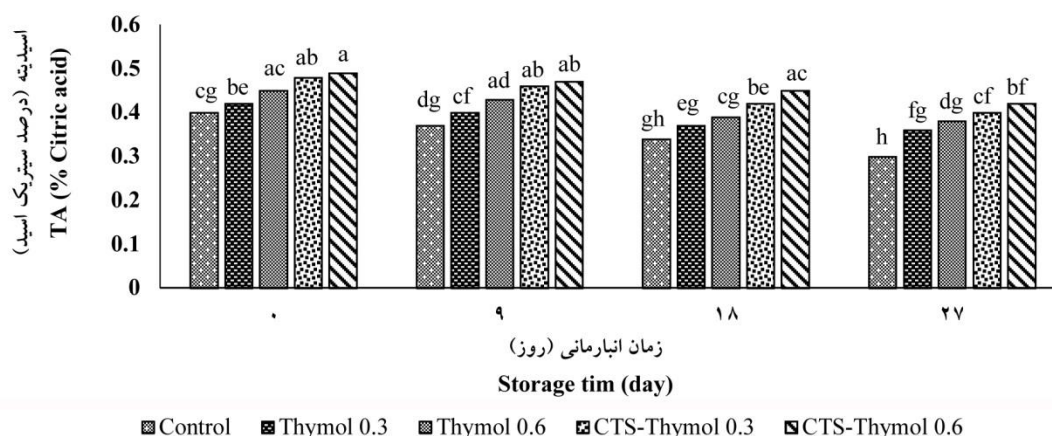 اسیدیته (درصد سیتریک اسید)
TA (% Citric acid)
0.6
0.5
0.4
0.3
0.2
0.1
0
cg be ac ab a
dg cf ad ab ab
gh eg cg be ac
h fg dg cf bf
۰ ۹ ۱۸ ۲۷
زمان انبارمانی (روز)
Storage tim (day)
Control Thymol 0.3 Thymol 0.6 CTS-Thymol 0.3 CTS-Thymol 0.6